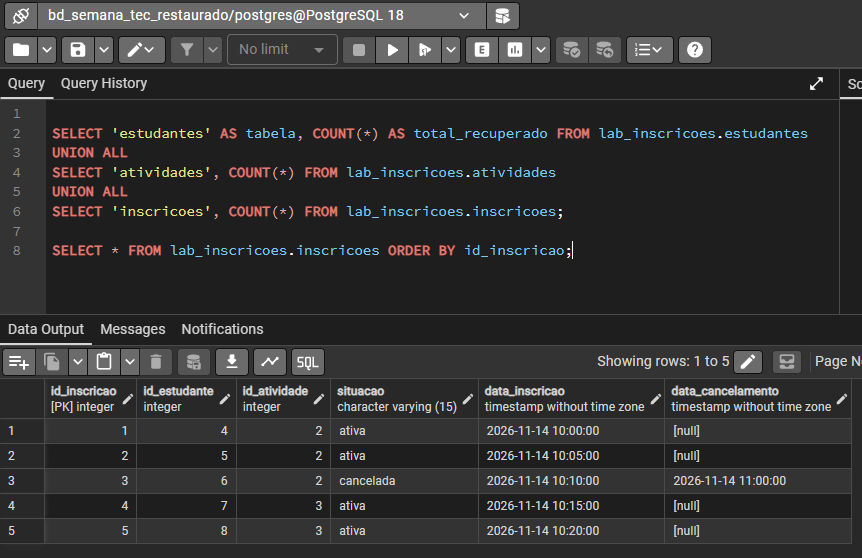 bd_semana_tec_restaurado/postgres@PostgreSQL 18
No limit
E
Query Query History
Sc
1
2 SELECT 'estudantes' AS tabela, COUNT(*) AS total_recuperado FROM lab_inscricoes.estudantes
3 UNION ALL
4 SELECT 'atividades', COUNT(*) FROM lab_inscricoes.atividades
5 UNION ALL
6 SELECT 'inscricoes', COUNT(*) FROM lab_inscricoes.inscricoes;
7
8 SELECT * FROM lab_inscricoes.inscricoes ORDER BY id_inscricao;
Data Output Messages Notifications
SQL Showing rows: 1 to 5 Page N
id_inscricao id_estudante id_atividade situacao data_inscricao data_cancelamento
[PK] integer integer integer character varying (15) timestamp without time zone timestamp without time zone
1 1 4 2 ativa 2026-11-14 10:00:00 [null]
2 2 5 2 ativa 2026-11-14 10:05:00 [null]
3 3 6 2 cancelada 2026-11-14 10:10:00 2026-11-14 11:00:00
4 4 7 3 ativa 2026-11-14 10:15:00 [null]
5 5 8 3 ativa 2026-11-14 10:20:00 [null]